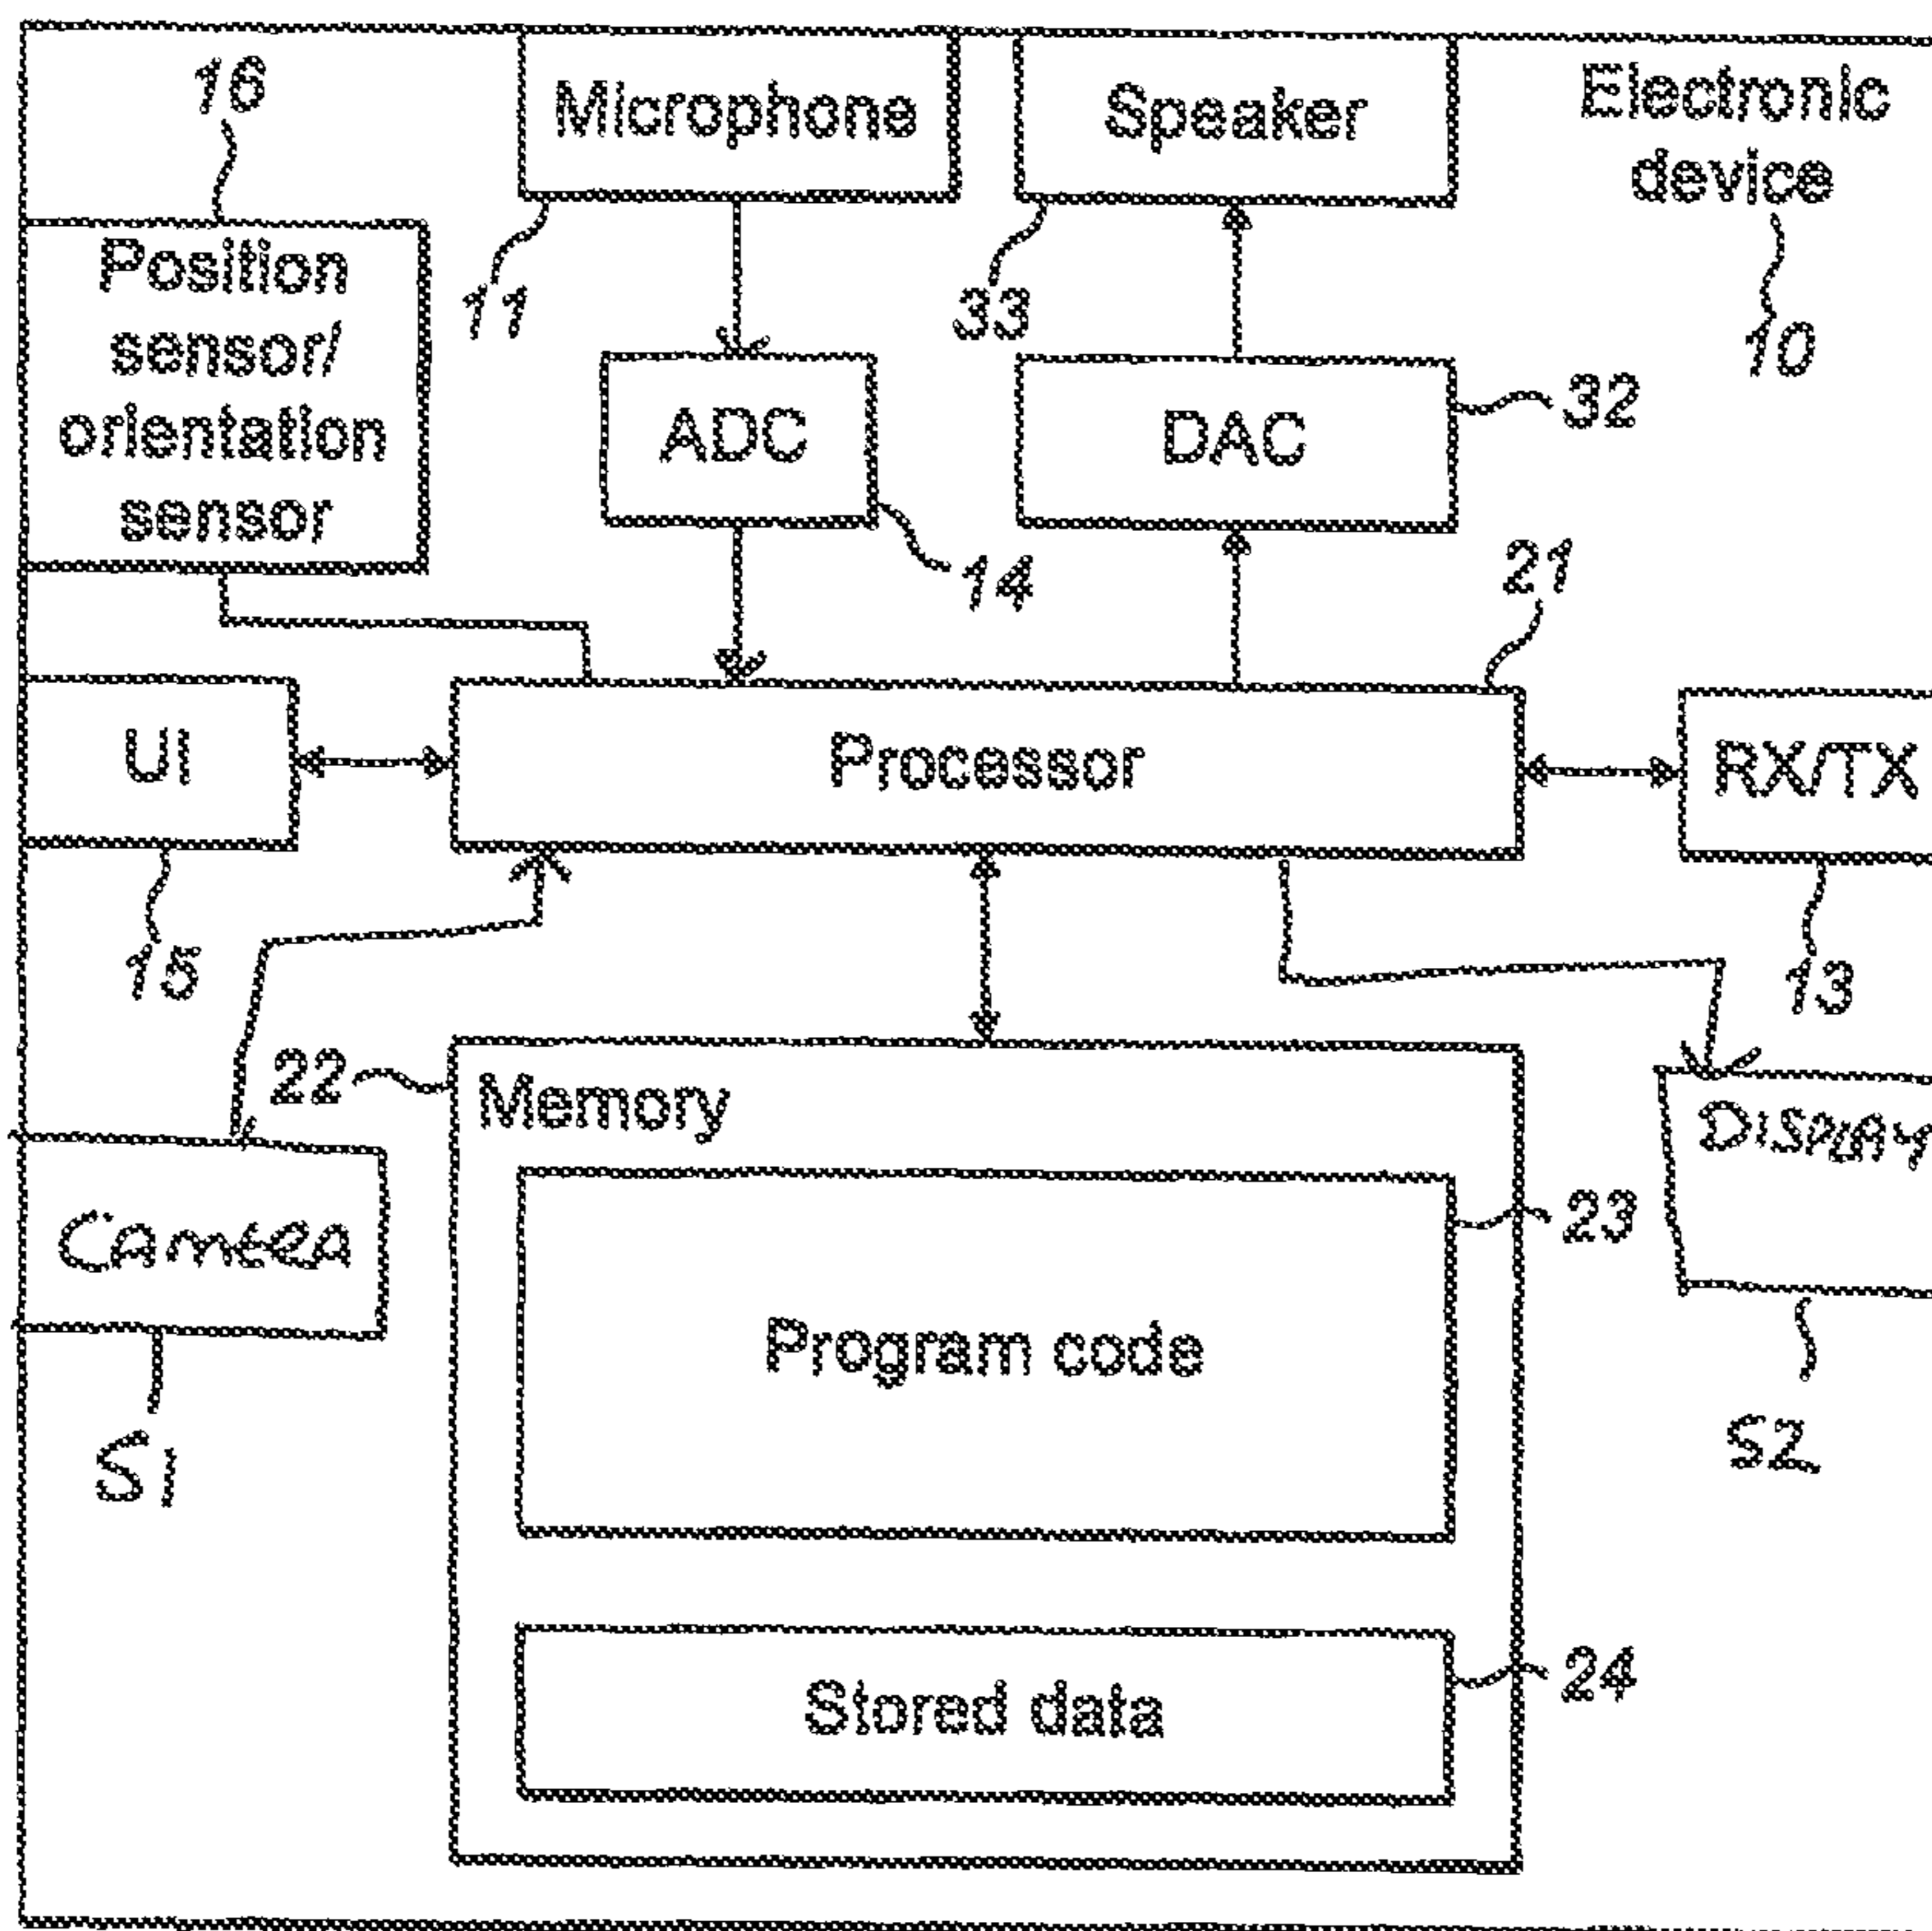 16
Microphone
Speaker
Electronic
device
Position
sensor/
orientation
sensor
11
33
10
ADC
DAC
32
14
21
UI
Processor
RX/TX
15
13
22
Memory
DISPLAY
CAMERA
23
Program code
S1
S2
Stored data
24